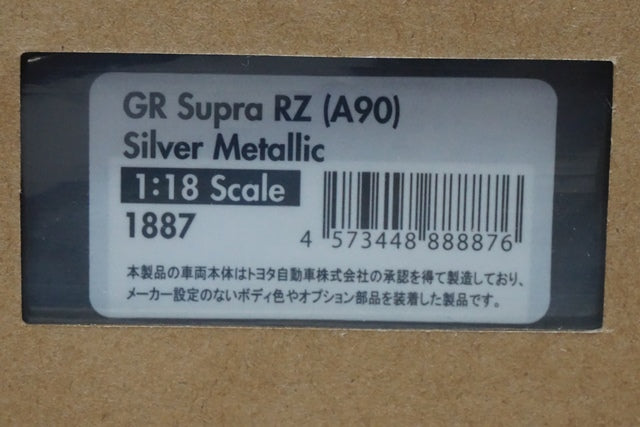 GR Supra RZ (A90)
Silver Metallic
1:18 Scale
1887
4 573448 888876
本製品の車両本体はトヨタ自動車株式会社の承認を得て製造しており、
メーカー設定のないボディ色やオプション部品を装着した製品です。